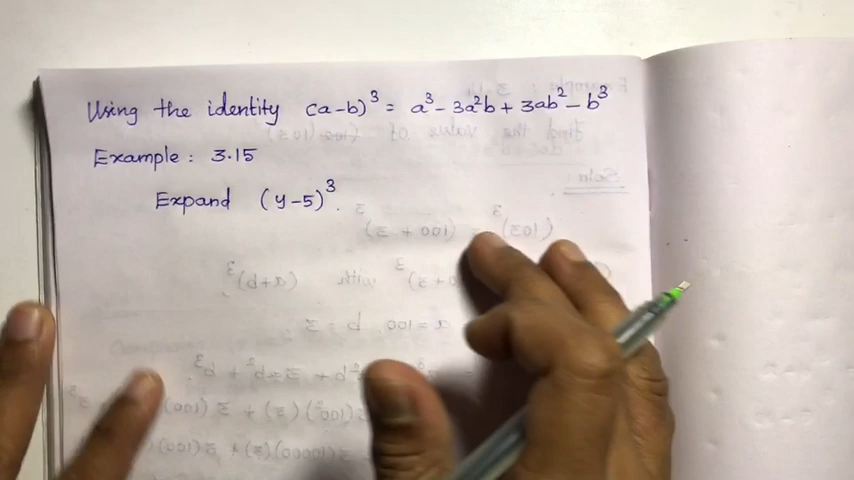 Using the identity (a-b)³ = a³ - 3a²b + 3ab² - b³
Example : 3.15
Expand (y-5)³.